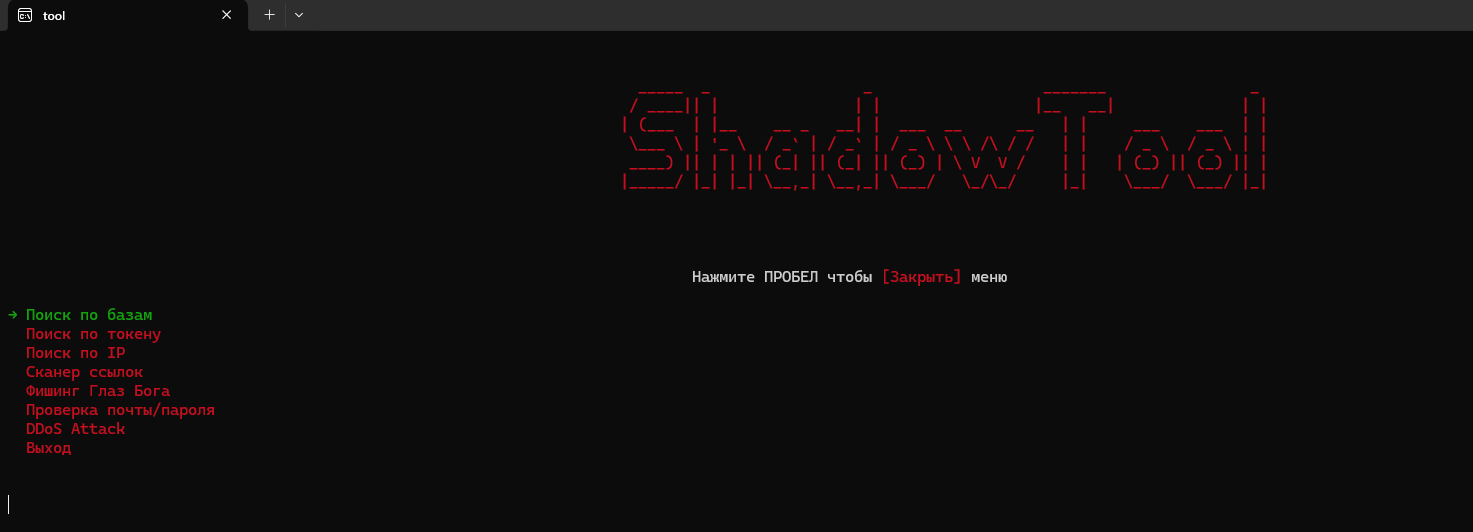 tool
ShadowTool
Нажмите ПРОБЕЛ чтобы [Закрыть] меню
→ Поиск по базам
Поиск по токену
Поиск по IP
Сканер ссылок
Фишинг Глаз Бога
Проверка почты/пароля
DDoS Attack
Выход